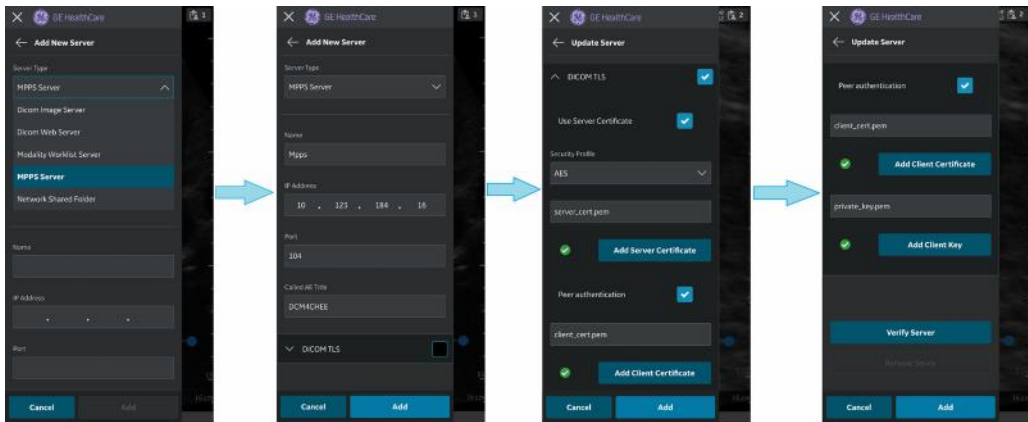 GE HealthCare
1
Add New Server
Server Type
MPPS Server
Dicom Image Server
Dicom Web Server
Modality Worklist Server
MPPS Server
Network Shared Folder
Name
IP Address
. . .
Port
Cancel
Add
GE HealthCare
Add New Server
Server Type
MPPS Server
Name
Mpps
IP Address
10 . 123 . 184 . 16
Port
104
Called AE Title
DCM4CHEE
DICOM TLS
Cancel
Add
GE HealthCare
2
Update Server
DICOM TLS
Use Server Certificate
Security Profile
AES
server_cert.pem
Add Server Certificate
Peer authentication
client_cert.pem
Add Client Certificate
Cancel
Add
GE HealthCare
2
Update Server
Peer authentication
client_cert.pem
Add Client Certificate
private_key.pem
Add Client Key
Verify Server
Remove Server
Cancel
Add